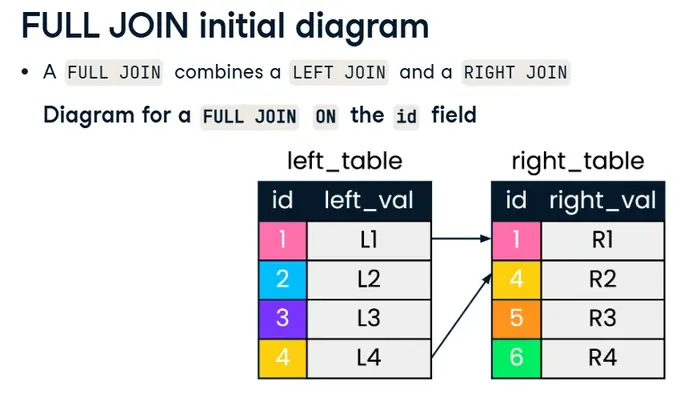 FULL JOIN initial diagram
• A FULL JOIN combines a LEFT JOIN and a RIGHT JOIN
Diagram for a FULL JOIN ON the id field
left_table right_table
id left_val id right_val
1 L1 1 R1
2 L2 4 R2
3 L3 5 R3
4 L4 6 R4